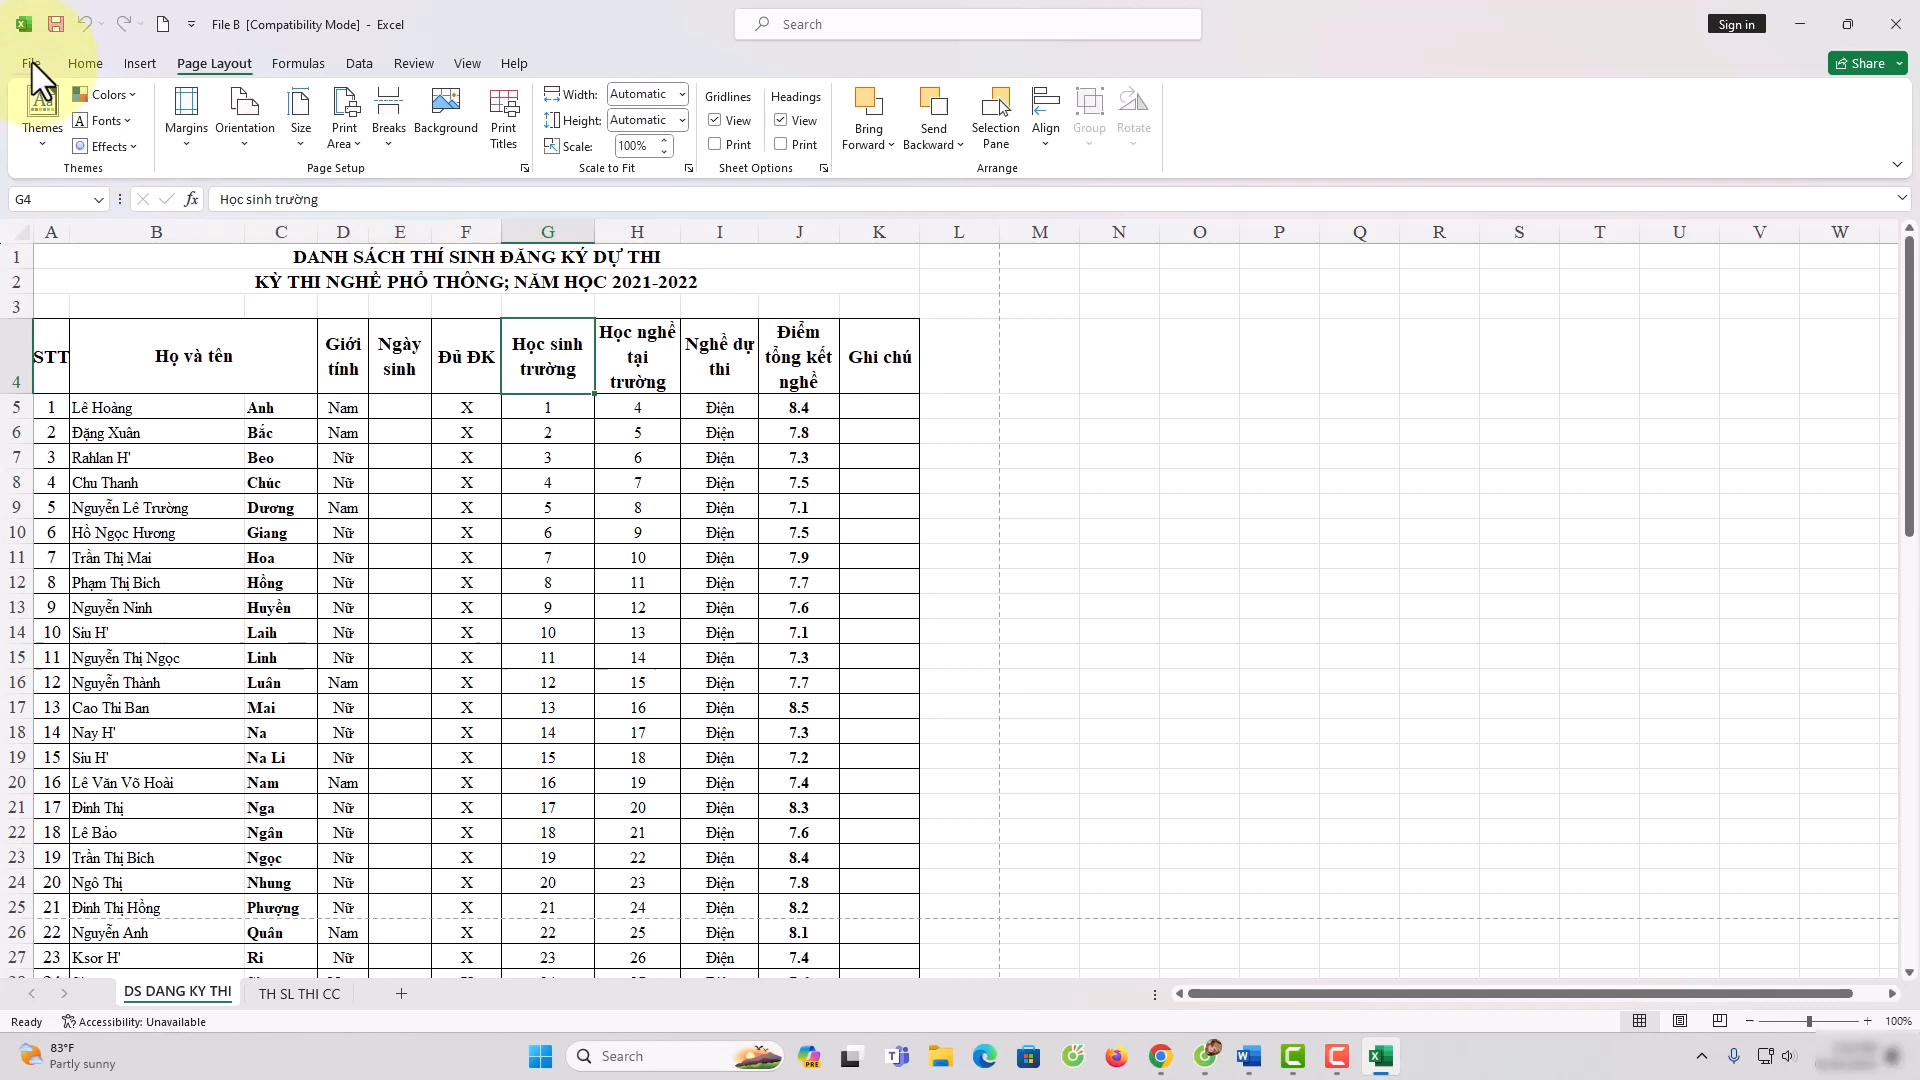 File B [Compatibility Mode] - Excel
Search
Sign in
File Home Insert Page Layout Formulas Data Review View Help
Share
Themes
Colors
Fonts
Effects
Themes
Margins
Orientation
Size
Print Area
Breaks
Background
Print Titles
Page Setup
Width: Automatic
Height: Automatic
Scale: 100%
Scale to Fit
Gridlines
View
Print
Headings
View
Print
Sheet Options
Bring Forward
Send Backward
Selection Pane
Align
Group
Rotate
Arrange
G4
fx
Học sinh trường
A B C D E F G H I J K L M N O P Q R S T U V W
1 DANH SÁCH THÍ SINH ĐĂNG KÝ DỰ THI
2 KỲ THI NGHỀ PHỔ THÔNG; NĂM HỌC 2021-2022
3
4 STT Họ và tên Giới tính Ngày sinh Đủ ĐK Học sinh trường Học nghề tại trường Nghề dự thi Điểm tổng kết nghề Ghi chú
5 1 Lê Hoàng Anh Nam X 1 4 Điện 8.4
6 2 Đặng Xuân Bắc Nam X 2 5 Điện 7.8
7 3 Rahlan H' Beo Nữ X 3 6 Điện 7.3
8 4 Chu Thanh Chúc Nữ X 4 7 Điện 7.5
9 5 Nguyễn Lê Trường Dương Nam X 5 8 Điện 7.1
10 6 Hồ Ngọc Hương Giang Nữ X 6 9 Điện 7.5
11 7 Trần Thị Mai Hoa Nữ X 7 10 Điện 7.9
12 8 Phạm Thị Bích Hồng Nữ X 8 11 Điện 7.7
13 9 Nguyễn Ninh Huyền Nữ X 9 12 Điện 7.6
14 10 Siu H' Laih Nữ X 10 13 Điện 7.1
15 11 Nguyễn Thị Ngọc Linh Nữ X 11 14 Điện 7.3
16 12 Nguyễn Thành Luân Nam X 12 15 Điện 7.7
17 13 Cao Thi Ban Mai Nữ X 13 16 Điện 8.5
18 14 Nay H' Na Nữ X 14 17 Điện 7.3
19 15 Siu H' Na Li Nữ X 15 18 Điện 7.2
20 16 Lê Văn Võ Hoài Nam Nam X 16 19 Điện 7.4
21 17 Đinh Thị Nga Nữ X 17 20 Điện 8.3
22 18 Lê Bảo Ngân Nữ X 18 21 Điện 7.6
23 19 Trần Thị Bích Ngọc Nữ X 19 22 Điện 8.4
24 20 Ngô Thị Nhung Nữ X 20 23 Điện 7.8
25 21 Đinh Thị Hồng Phượng Nữ X 21 24 Điện 8.2
26 22 Nguyễn Anh Quân Nam X 22 25 Điện 8.1
27 23 Ksor H' Ri Nữ X 23 26 Điện 7.4
DS DANG KY THI
TH SL THI CC
Ready
Accessibility: Unavailable
100%
83°F
Partly sunny
Search